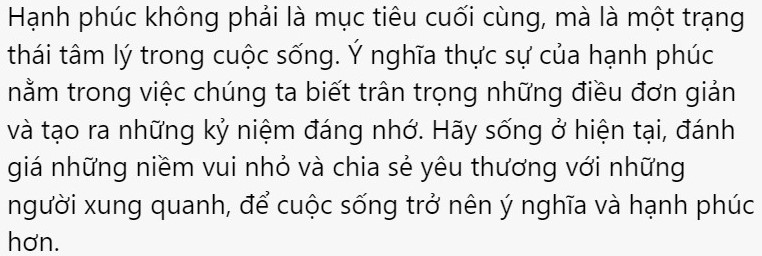 Hạnh phúc không phải là mục tiêu cuối cùng, mà là một trạng
thái tâm lý trong cuộc sống. Ý nghĩa thực sự của hạnh phúc
nằm trong việc chúng ta biết trân trọng những điều đơn giản
và tạo ra những kỷ niệm đáng nhớ. Hãy sống ở hiện tại, đánh
giá những niềm vui nhỏ và chia sẻ yêu thương với những
người xung quanh, để cuộc sống trở nên ý nghĩa và hạnh phúc
hơn.